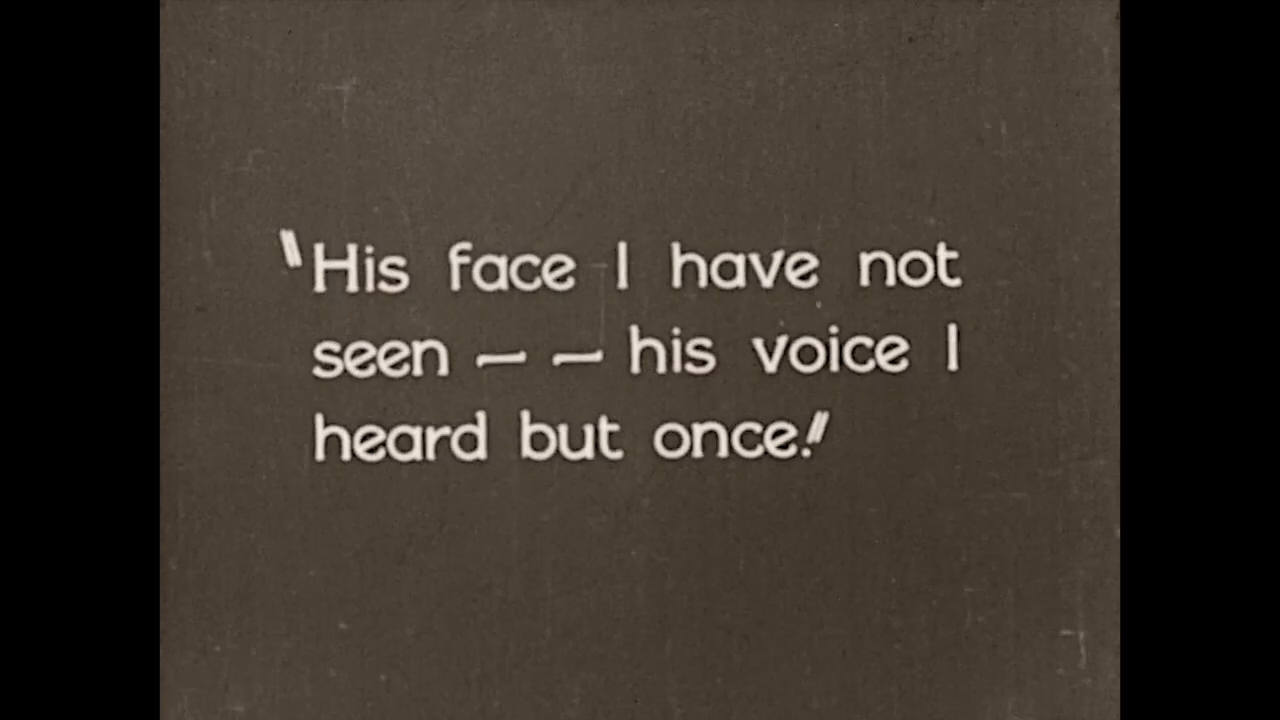 "His face I have not
seen — — his voice I
heard but once."